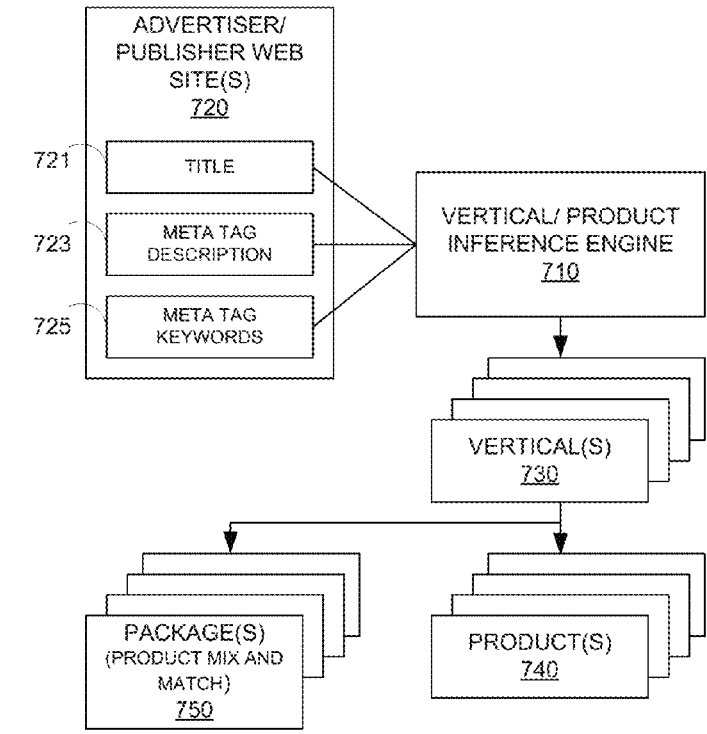 ADVERTISER/
PUBLISHER WEB
SITE(S)
720
721
TITLE
723
META TAG
DESCRIPTION
725
META TAG
KEYWORDS
VERTICAL/ PRODUCT
INFERENCE ENGINE
710
VERTICAL(S)
730
PACKAGE(S)
(PRODUCT MIX AND
MATCH)
750
PRODUCT(S)
740